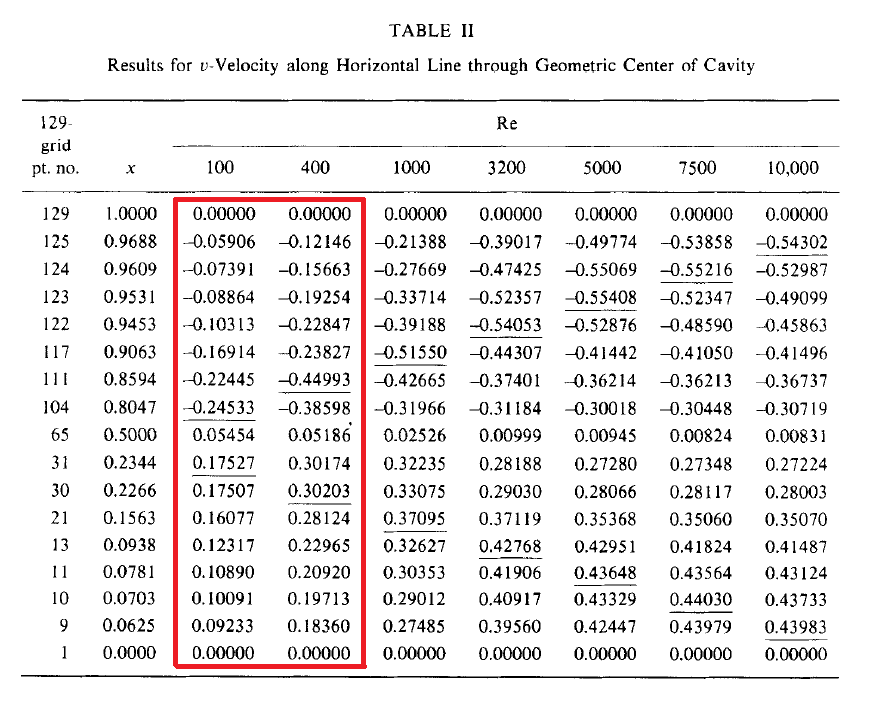 TABLE II
Results for v-Velocity along Horizontal Line through Geometric Center of Cavity
129- Re
grid
pt. no. x 100 400 1000 3200 5000 7500 10,000
129 1.0000 0.00000 0.00000 0.00000 0.00000 0.00000 0.00000 0.00000
125 0.9688 –0.05906 –0.12146 –0.21388 –0.39017 –0.49774 –0.53858 –0.54302
124 0.9609 –0.07391 –0.15663 –0.27669 –0.47425 –0.55069 –0.55216 –0.52987
123 0.9531 –0.08864 –0.19254 –0.33714 –0.52357 –0.55408 –0.52347 –0.49099
122 0.9453 –0.10313 –0.22847 –0.39188 –0.54053 –0.52876 –0.48590 –0.45863
117 0.9063 –0.16914 –0.23827 –0.51550 –0.44307 –0.41442 –0.41050 –0.41496
111 0.8594 –0.22445 –0.44993 –0.42665 –0.37401 –0.36214 –0.36213 –0.36737
104 0.8047 –0.24533 –0.38598 –0.31966 –0.31184 –0.30018 –0.30448 –0.30719
65 0.5000 0.05454 0.05186 0.02526 0.00999 0.00945 0.00824 0.00831
31 0.2344 0.17527 0.30174 0.32235 0.28188 0.27280 0.27348 0.27224
30 0.2266 0.17507 0.30203 0.33075 0.29030 0.28066 0.28117 0.28003
21 0.1563 0.16077 0.28124 0.37095 0.37119 0.35368 0.35060 0.35070
13 0.0938 0.12317 0.22965 0.32627 0.42768 0.42951 0.41824 0.41487
11 0.0781 0.10890 0.20920 0.30353 0.41906 0.43648 0.43564 0.43124
10 0.0703 0.10091 0.19713 0.29012 0.40917 0.43329 0.44030 0.43733
9 0.0625 0.09233 0.18360 0.27485 0.39560 0.42447 0.43979 0.43983
1 0.0000 0.00000 0.00000 0.00000 0.00000 0.00000 0.00000 0.00000